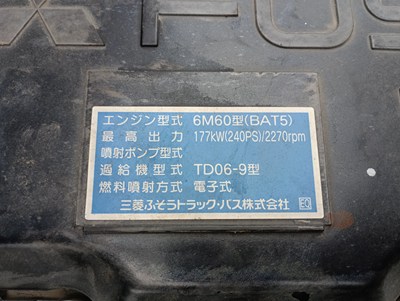 FUS
エンジン型式 6M60型(BAT5)
最高出力 177kW(240PS)/2270rpm
噴射ポンプ型式
過給機型式 TD06-9型
燃料噴射方式 電子式
三菱ふそうトラック・バス株式会社